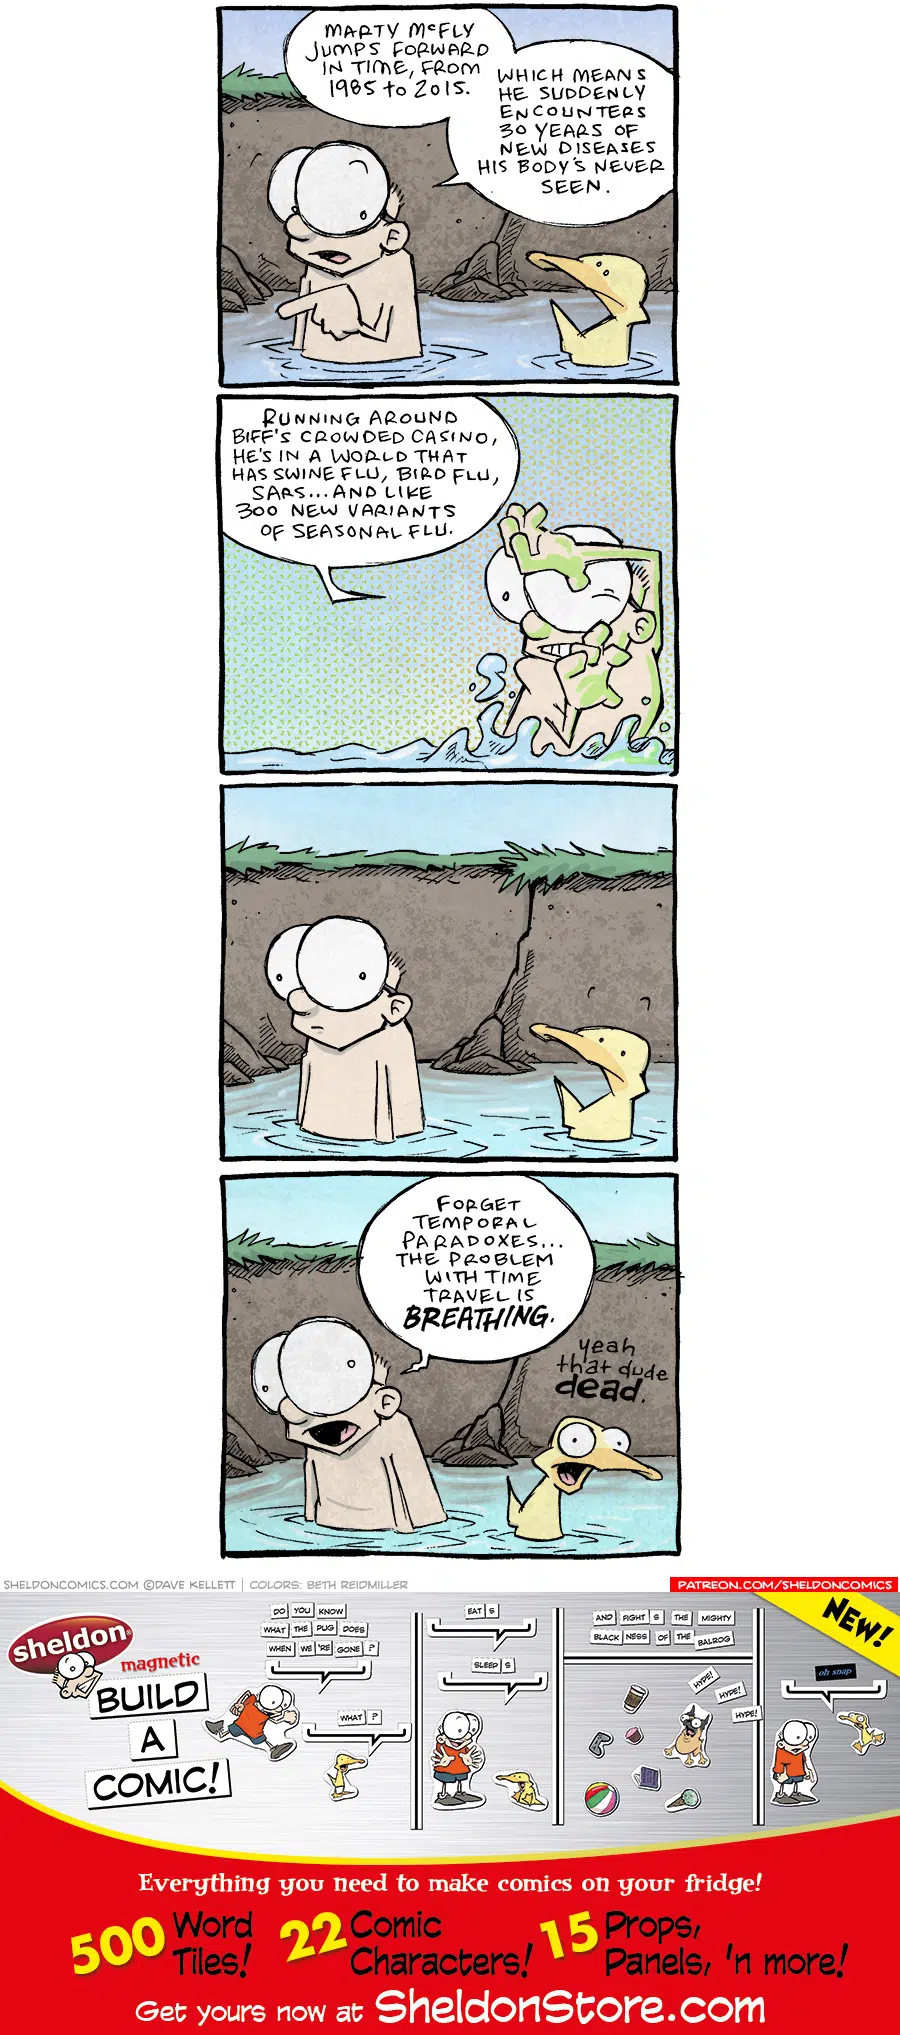 MARTY McFLY
JUMPS FORWARD
IN TIME, FROM
1985 to 2015.
WHICH MEANS
HE SUDDENLY
ENCOUNTERS
30 YEARS OF
NEW DISEASES
HIS BODY'S NEVER
SEEN.
RUNNING AROUND
BIFF'S CROWDED CASINO,
HE'S IN A WORLD THAT
HAS SWINE FLU, BIRD FLU,
SARS...AND LIKE
300 NEW VARIANTS
OF SEASONAL FLU.
FORGET
TEMPORAL
PARADOXES...
THE PROBLEM
WITH TIME
TRAVEL IS
BREATHING.
yeah
that dude
dead.
SHELDONCOMICS.COM ©DAVE KELLETT | COLORS: BETH REIDMILLER
PATREON.COM/SHELDONCOMICS
sheldon®
magnetic
BUILD
A
COMIC!
DO YOU KNOW
WHAT THE PUG DOES
WHEN WE 'RE GONE ?
WHAT ?
EAT S
SLEEP S
AND FIGHT S THE MIGHTY
BLACK NESS OF THE BALROG
HYPE!
HYPE!
HYPE!
oh snap
NEW!
Everything you need to make comics on your fridge!
500 Word
Tiles!
22 Comic
Characters!
15 Props,
Panels, 'n more!
Get yours now at SheldonStore.com